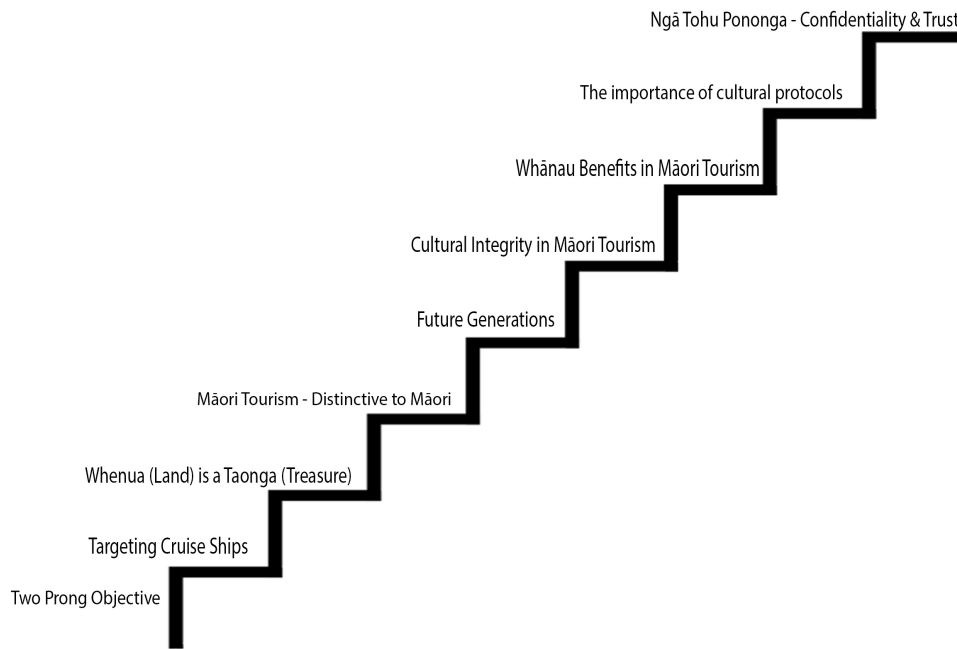 Ngā Tohu Pononga - Confidentiality & Trust
The importance of cultural protocols
Whānau Benefits in Māori Tourism
Cultural Integrity in Māori Tourism
Future Generations
Māori Tourism - Distinctive to Māori
Whenua (Land) is a Taonga (Treasure)
Targeting Cruise Ships
Two Prong Objective